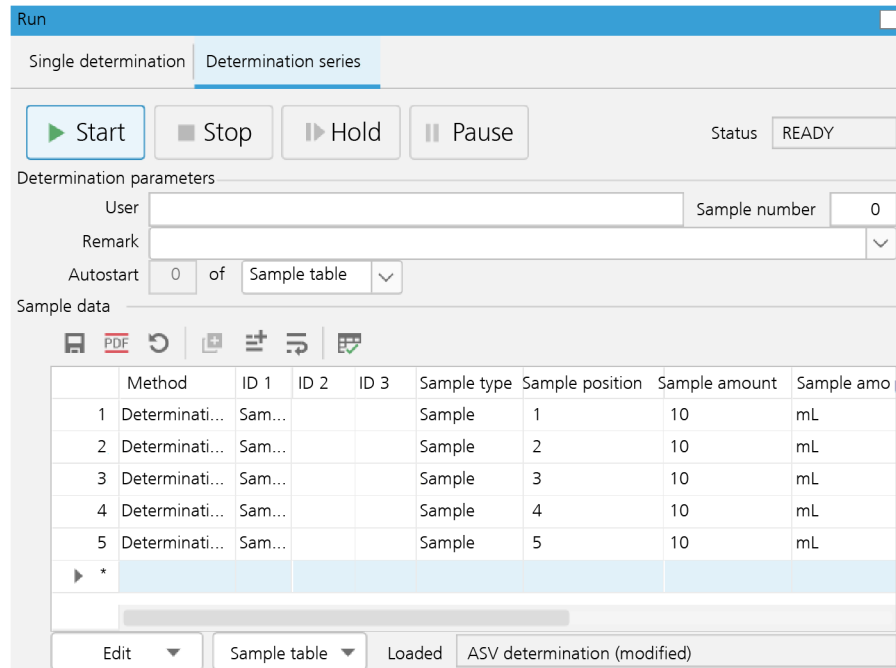 Run
Single determination Determination series
Start Stop Hold Pause Status READY
Determination parameters
User Sample number 0
Remark
Autostart 0 of Sample table
Sample data
PDF
Method ID 1 ID 2 ID 3 Sample type Sample position Sample amount Sample amo
1 Determinati... Sam... Sample 1 10 mL
2 Determinati... Sam... Sample 2 10 mL
3 Determinati... Sam... Sample 3 10 mL
4 Determinati... Sam... Sample 4 10 mL
5 Determinati... Sam... Sample 5 10 mL
*
Edit Sample table Loaded ASV determination (modified)